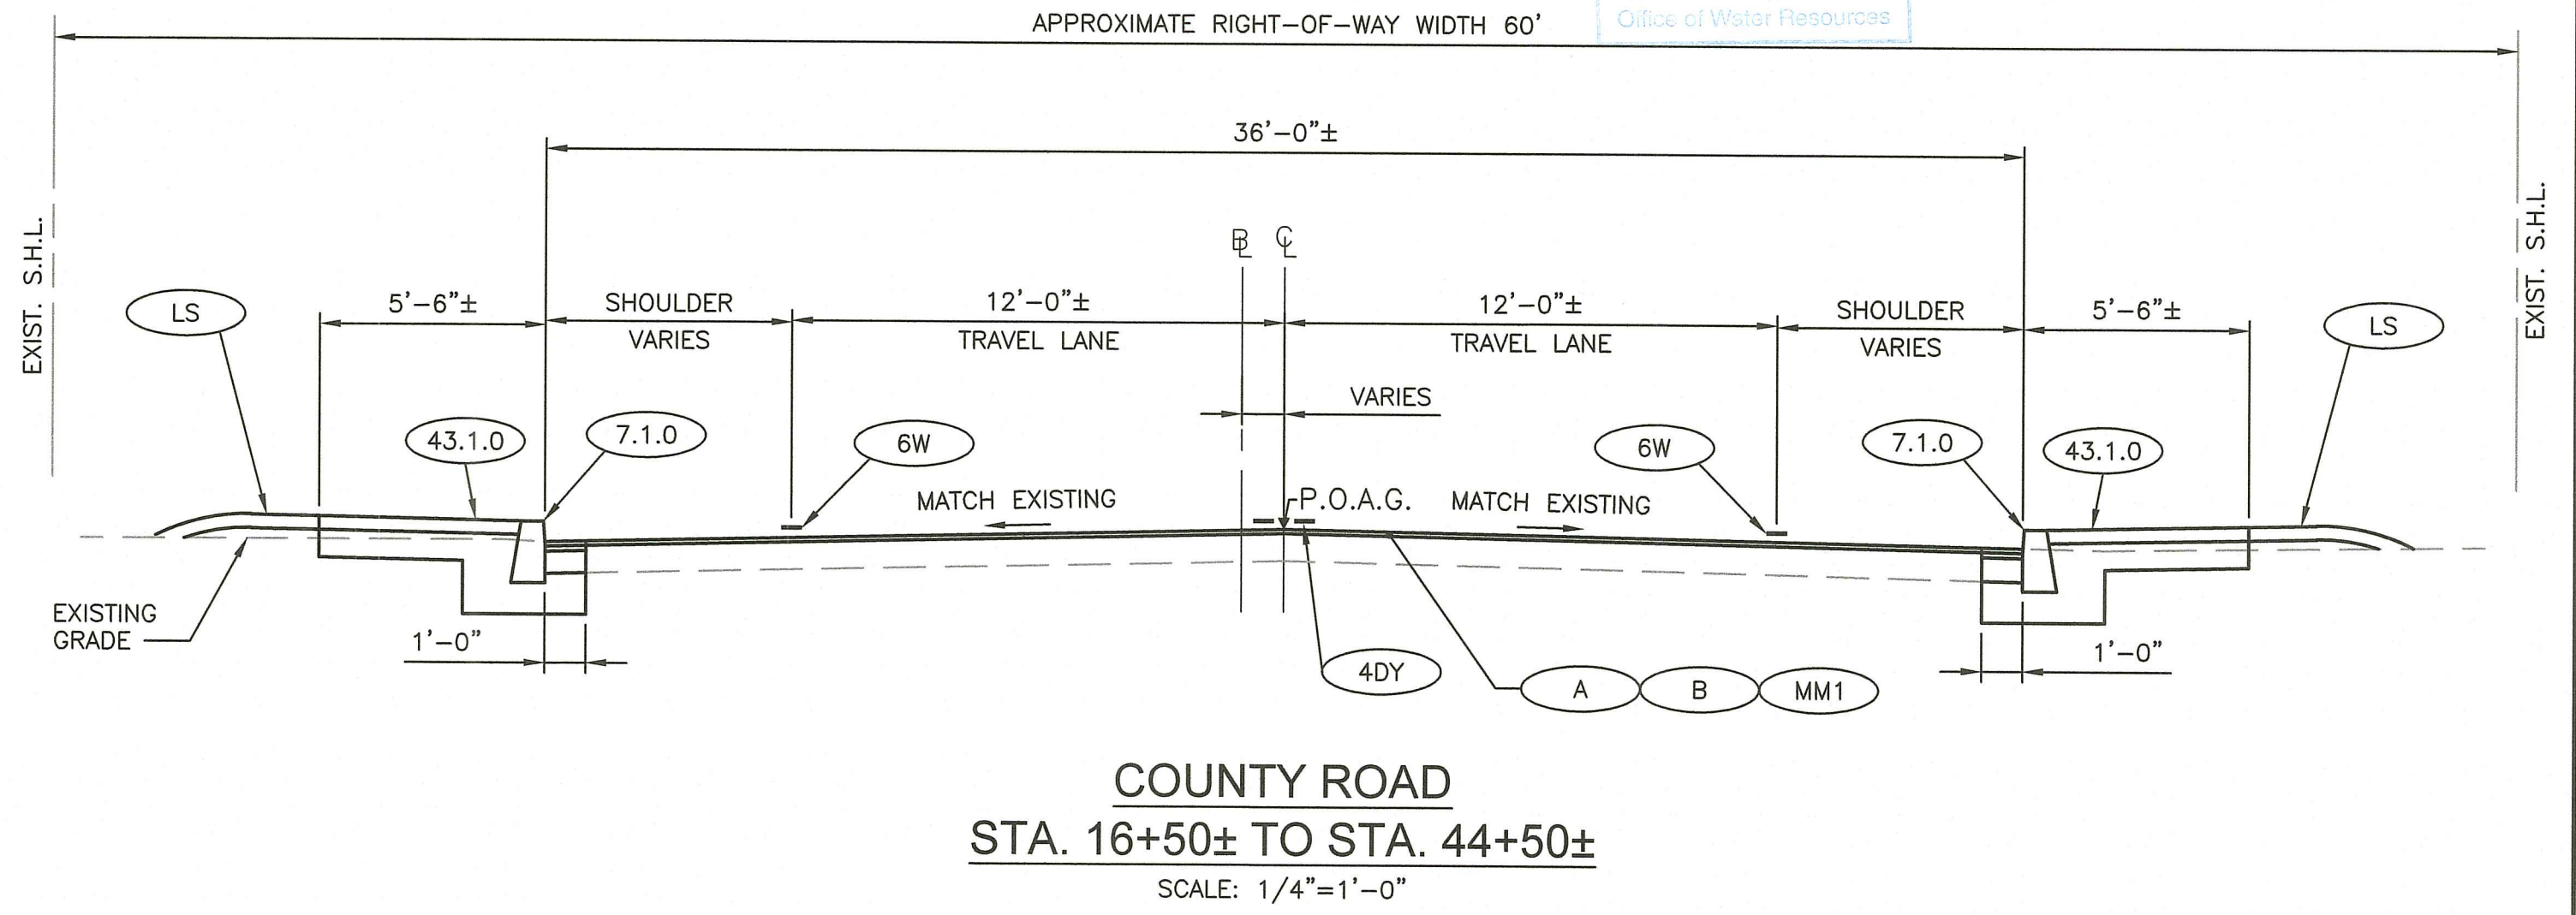 APPROXIMATE RIGHT-OF-WAY WIDTH 60'
Office of Water Resources
36'-0"±
EXIST. S.H.L.
EXIST. S.H.L.
℄ 
LS
5'-6"±
SHOULDER
VARIES
12'-0"±
TRAVEL LANE
12'-0"±
TRAVEL LANE
SHOULDER
VARIES
5'-6"±
LS
VARIES
43.1.0
7.1.0
6W
6W
7.1.0
43.1.0
MATCH EXISTING
P.O.A.G.
MATCH EXISTING
EXISTING
GRADE
1'-0"
4DY
A
B
MM1
1'-0"
COUNTY ROAD
STA. 16+50± TO STA. 44+50±
SCALE: 1/4"=1'-0"